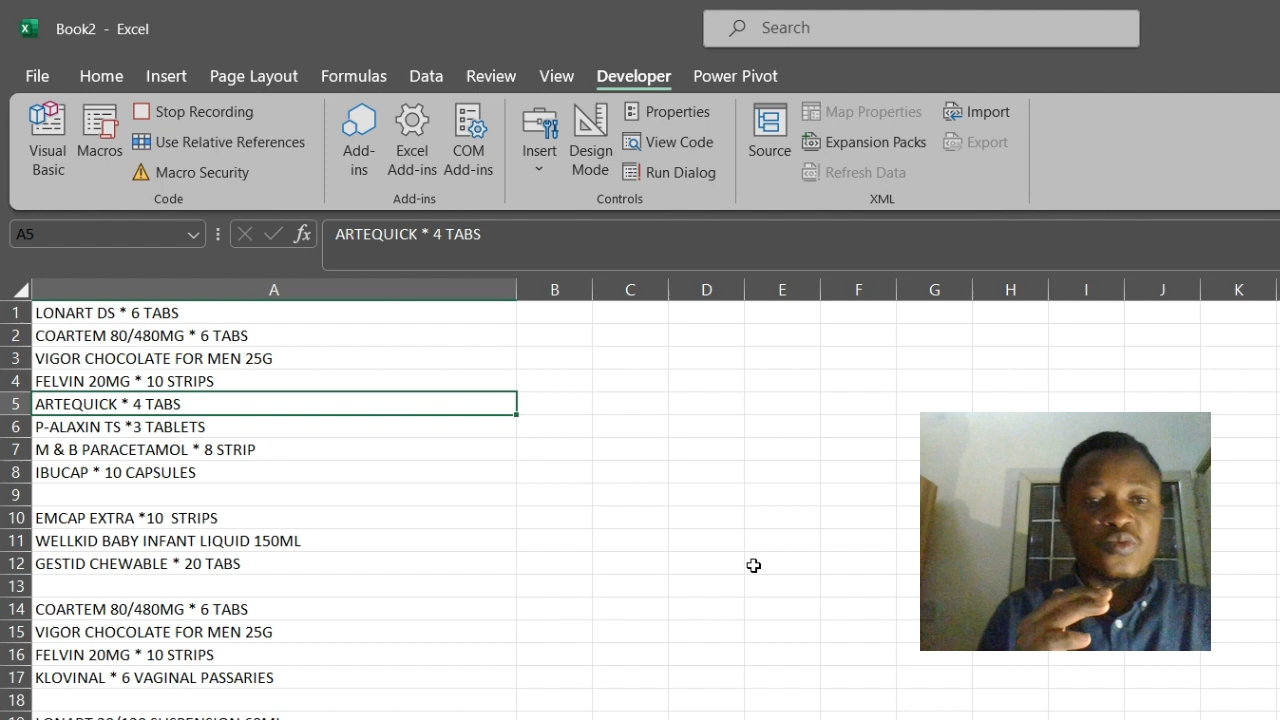 Book2 - Excel
Search
File Home Insert Page Layout Formulas Data Review View Developer Power Pivot
Visual Basic
Macros
Stop Recording
Use Relative References
Macro Security
Code
Add-ins
Excel Add-ins
COM Add-ins
Add-ins
Insert
Design Mode
Properties
View Code
Run Dialog
Controls
Source
Map Properties
Expansion Packs
Refresh Data
Import
Export
XML
A5 fx ARTEQUICK * 4 TABS
A B C D E F G H I J K
1 LONART DS * 6 TABS
2 COARTEM 80/480MG * 6 TABS
3 VIGOR CHOCOLATE FOR MEN 25G
4 FELVIN 20MG * 10 STRIPS
5 ARTEQUICK * 4 TABS
6 P-ALAXIN TS *3 TABLETS
7 M & B PARACETAMOL * 8 STRIP
8 IBUCAP * 10 CAPSULES
9
10 EMCAP EXTRA *10  STRIPS
11 WELLKID BABY INFANT LIQUID 150ML
12 GESTID CHEWABLE * 20 TABS
13
14 COARTEM 80/480MG * 6 TABS
15 VIGOR CHOCOLATE FOR MEN 25G
16 FELVIN 20MG * 10 STRIPS
17 KLOVINAL * 6 VAGINAL PASSARIES
18
LONART 20/120 SUSPENSION 60ML